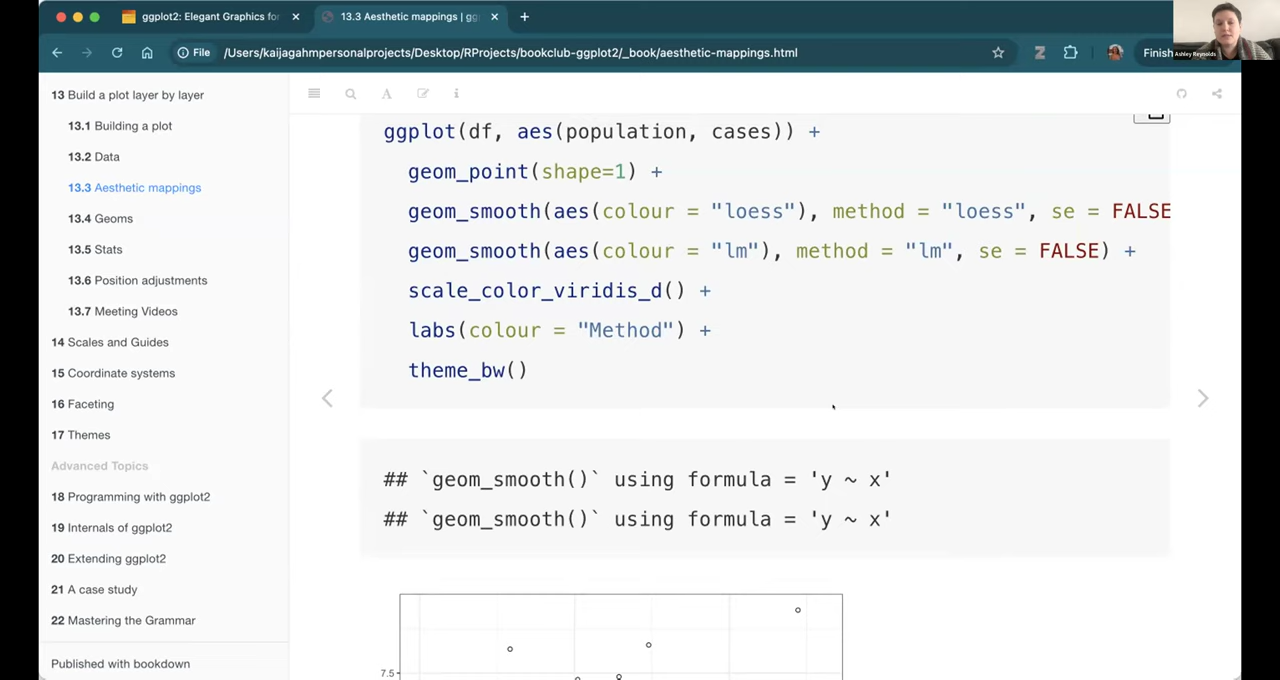 ggplot2: Elegant Graphics for
13.3 Aesthetic mappings | gg
File
/Users/kaijagahmpersonalprojects/Desktop/RProjects/bookclub-ggplot2/_book/aesthetic-mappings.html
Finish
Ashley Reynolds
13 Build a plot layer by layer
13.1 Building a plot
13.2 Data
13.3 Aesthetic mappings
13.4 Geoms
13.5 Stats
13.6 Position adjustments
13.7 Meeting Videos
14 Scales and Guides
15 Coordinate systems
16 Faceting
17 Themes
Advanced Topics
18 Programming with ggplot2
19 Internals of ggplot2
20 Extending ggplot2
21 A case study
22 Mastering the Grammar
Published with bookdown
ggplot(df, aes(population, cases)) +
geom_point(shape=1) +
geom_smooth(aes(colour = "loess"), method = "loess", se = FALSE
geom_smooth(aes(colour = "lm"), method = "lm", se = FALSE) +
scale_color_viridis_d() +
labs(colour = "Method") +
theme_bw()
## `geom_smooth()` using formula = 'y ~ x'
## `geom_smooth()` using formula = 'y ~ x'
7.5